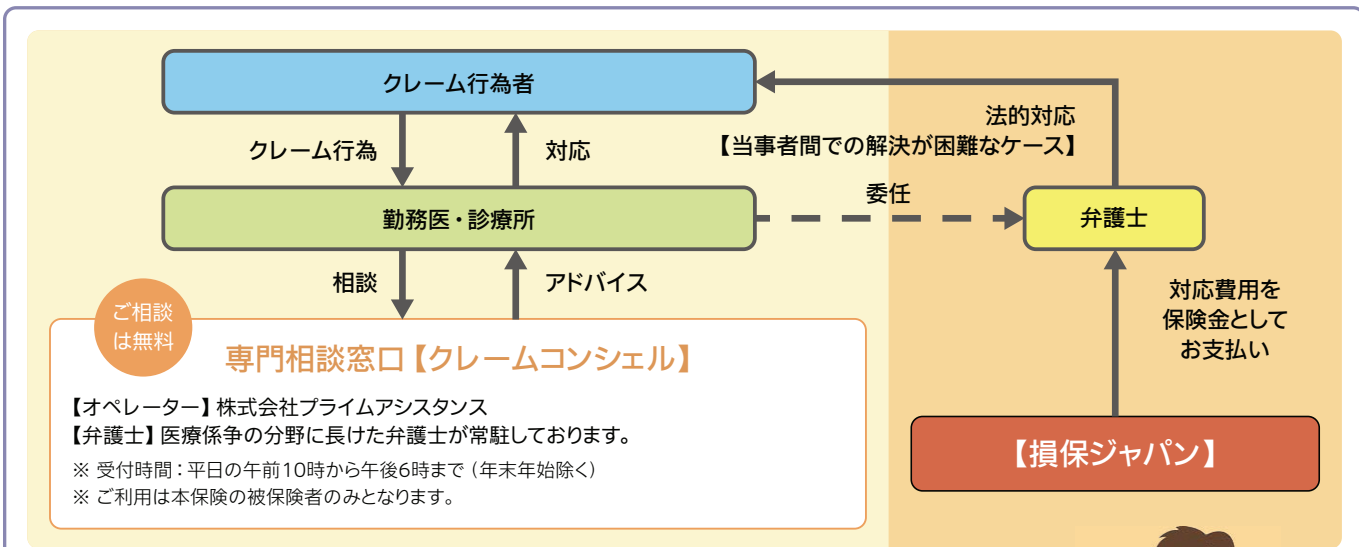 クレーム行為者
クレーム行為
対応
法的対応
【当事者間での解決が困難なケース】
勤務医・診療所
委任
弁護士
相談
アドバイス
対応費用を
保険金として
お支払い
ご相談
は無料
専門相談窓口【クレームコンシェル】
【オペレーター】株式会社プライムアシスタンス
【弁護士】医療係争の分野に長けた弁護士が常駐しております。
※ 受付時間：平日の午前10時から午後6時まで（年末年始除く）
※ ご利用は本保険の被保険者のみとなります。
【損保ジャパン】